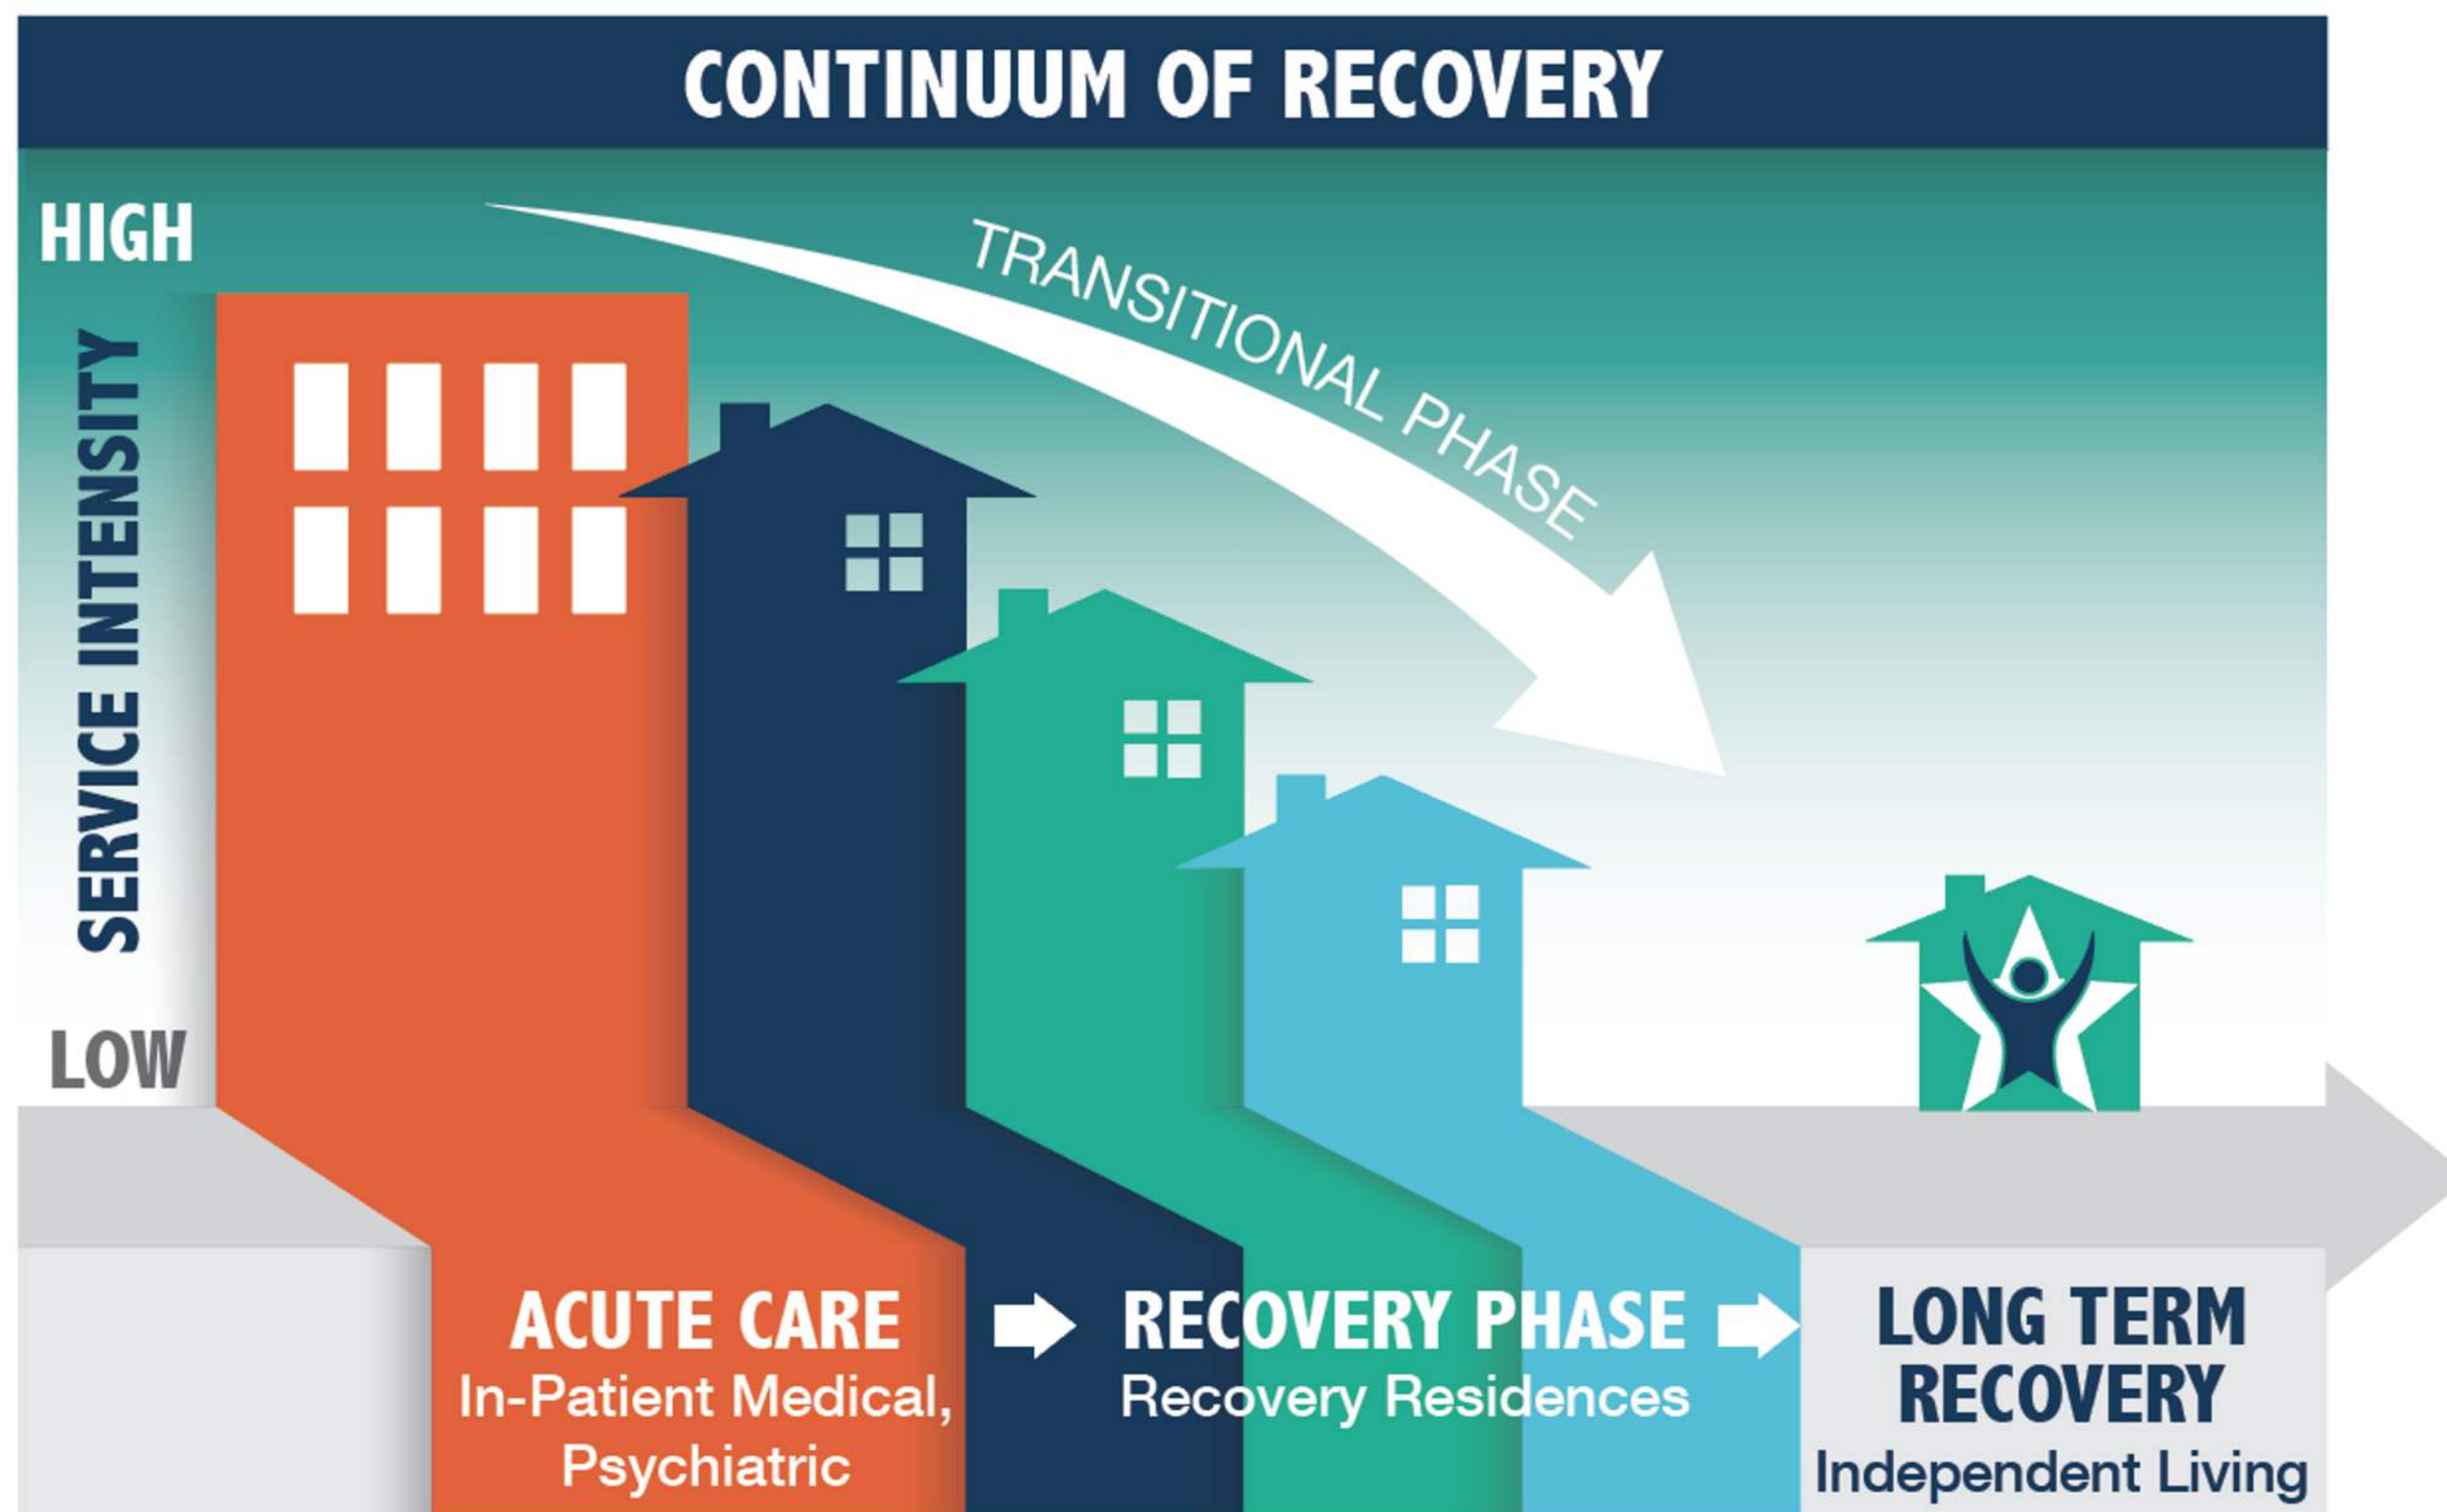 CONTINUUM OF RECOVERY
HIGH
SERVICE INTENSITY
LOW
TRANSITIONAL PHASE
ACUTE CARE
In-Patient Medical,
Psychiatric
RECOVERY PHASE
Recovery Residences
LONG TERM
RECOVERY
Independent Living